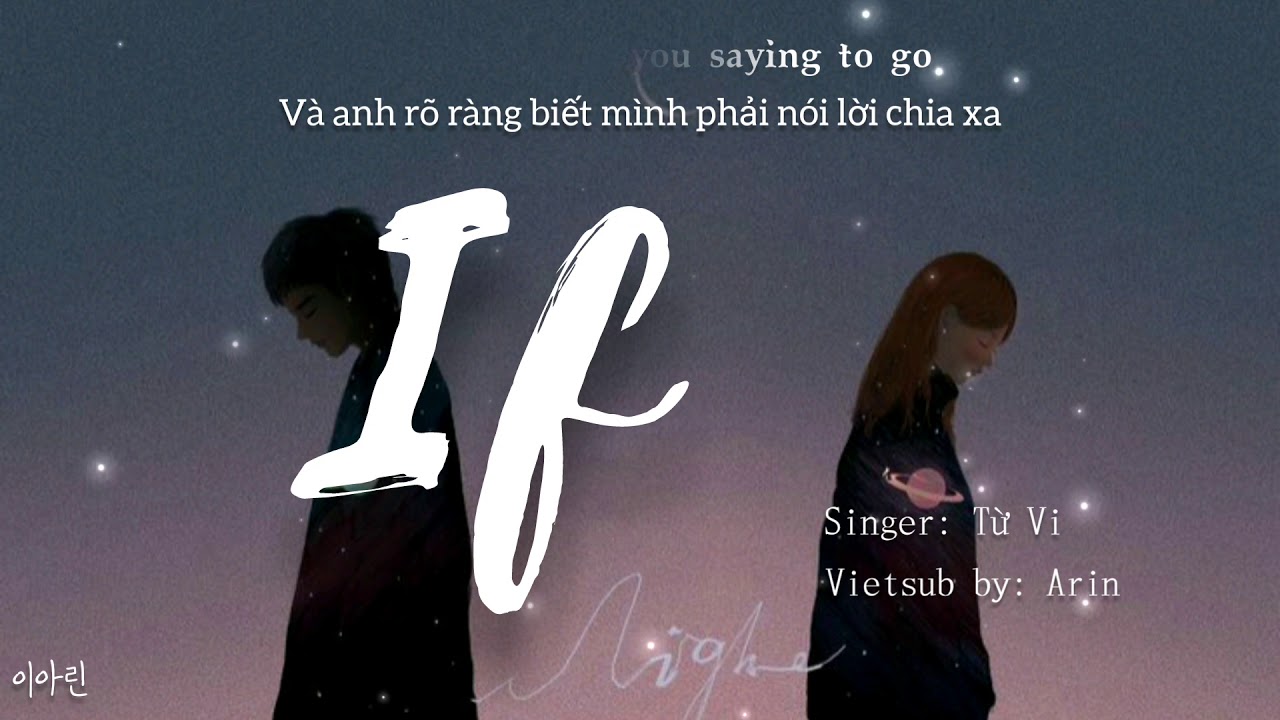 you saying to go
Và anh rõ ràng biết mình phải nói lời chia xa
If
Singer: Từ Vi
Vietsub by: Arin
이아린